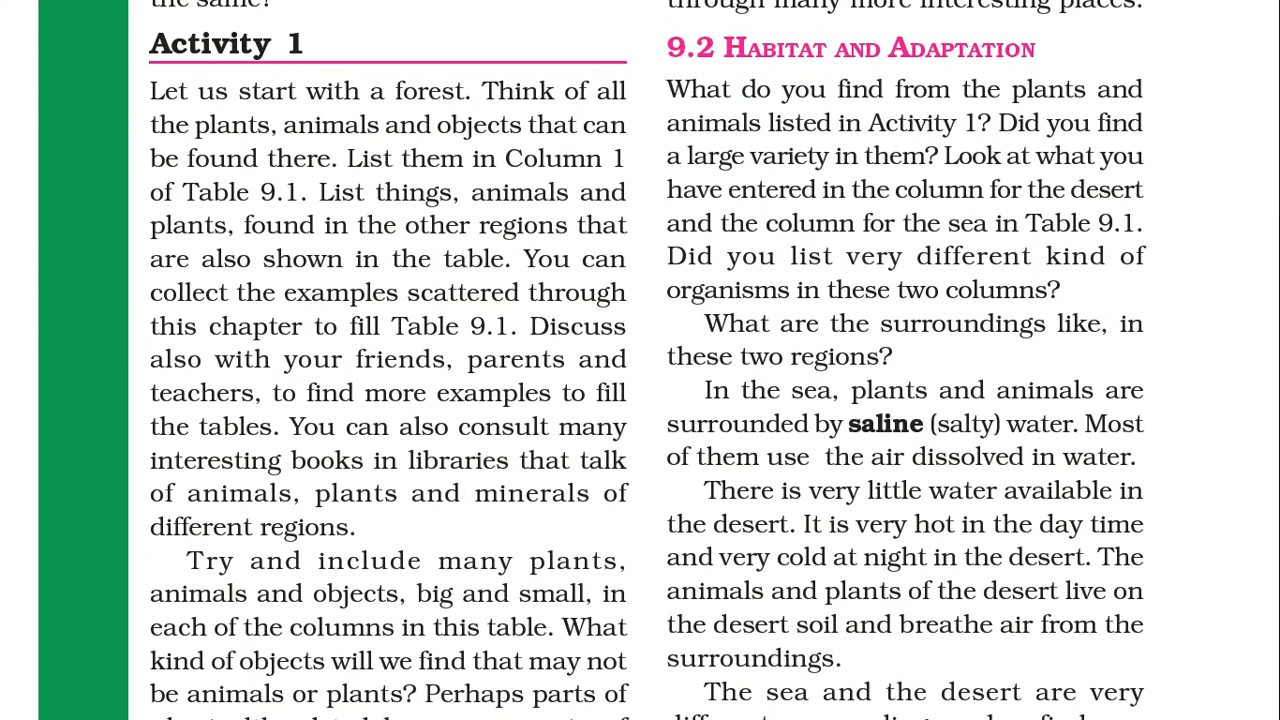 the same?
Activity 1
Let us start with a forest. Think of all
the plants, animals and objects that can
be found there. List them in Column 1
of Table 9.1. List things, animals and
plants, found in the other regions that
are also shown in the table. You can
collect the examples scattered through
this chapter to fill Table 9.1. Discuss
also with your friends, parents and
teachers, to find more examples to fill
the tables. You can also consult many
interesting books in libraries that talk
of animals, plants and minerals of
different regions.
Try and include many plants,
animals and objects, big and small, in
each of the columns in this table. What
kind of objects will we find that may not
be animals or plants? Perhaps parts of
through many more interesting places.
9.2 Habitat and Adaptation
What do you find from the plants and
animals listed in Activity 1? Did you find
a large variety in them? Look at what you
have entered in the column for the desert
and the column for the sea in Table 9.1.
Did you list very different kind of
organisms in these two columns?
What are the surroundings like, in
these two regions?
In the sea, plants and animals are
surrounded by saline (salty) water. Most
of them use the air dissolved in water.
There is very little water available in
the desert. It is very hot in the day time
and very cold at night in the desert. The
animals and plants of the desert live on
the desert soil and breathe air from the
surroundings.
The sea and the desert are very